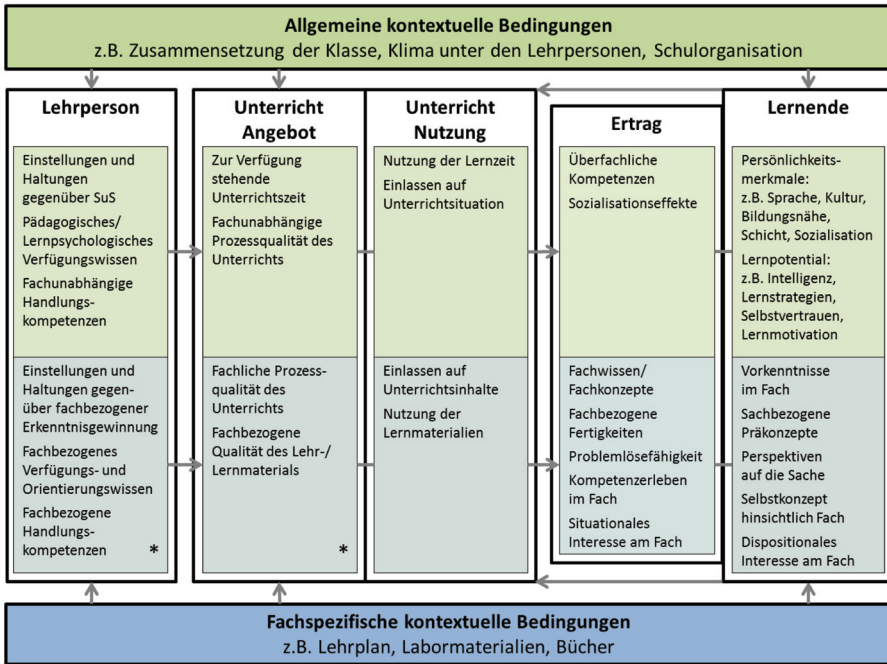 Allgemeine kontextuelle Bedingungen
z.B. Zusammensetzung der Klasse, Klima unter den Lehrpersonen, Schulorganisation
Lehrperson
Einstellungen und
Haltungen
gegenüber SuS
Pädagogisches/
Lernpsychologisches
Verfügungswissen
Fachunabhängige
Handlungs-
kompetenzen
Einstellungen und
Haltungen gegen-
über fachbezogener
Erkenntnisgewinnung
Fachbezogenes
Verfügungs- und
Orientierungswissen
Fachbezogene
Handlungs-
kompetenzen *
Unterricht
Angebot
Zur Verfügung
stehende
Unterrichtszeit
Fachunabhängige
Prozessqualität des
Unterrichts
Fachliche Prozess-
qualität des
Unterrichts
Fachbezogene
Qualität des Lehr-/
Lernmaterials
*
Unterricht
Nutzung
Nutzung der Lernzeit
Einlassen auf
Unterrichtsituation
Einlassen auf
Unterrichtsinhalte
Nutzung der
Lernmaterialien
Ertrag
Überfachliche
Kompetenzen
Sozialisationseffekte
Fachwissen/
Fachkonzepte
Fachbezogene
Fertigkeiten
Problemlösefähigkeit
Kompetenzerleben
im Fach
Situationales
Interesse am Fach
Lernende
Persönlichkeits-
merkmale:
z.B. Sprache, Kultur,
Bildungsnähe,
Schicht, Sozialisation
Lernpotential:
z.B. Intelligenz,
Lernstrategien,
Selbstvertrauen,
Lernmotivation
Vorkenntnisse
im Fach
Sachbezogene
Präkonzepte
Perspektiven
auf die Sache
Selbstkonzept
hinsichtlich Fach
Dispositionales
Interesse am Fach
Fachspezifische kontextuelle Bedingungen
z.B. Lehrplan, Labormaterialien, Bücher